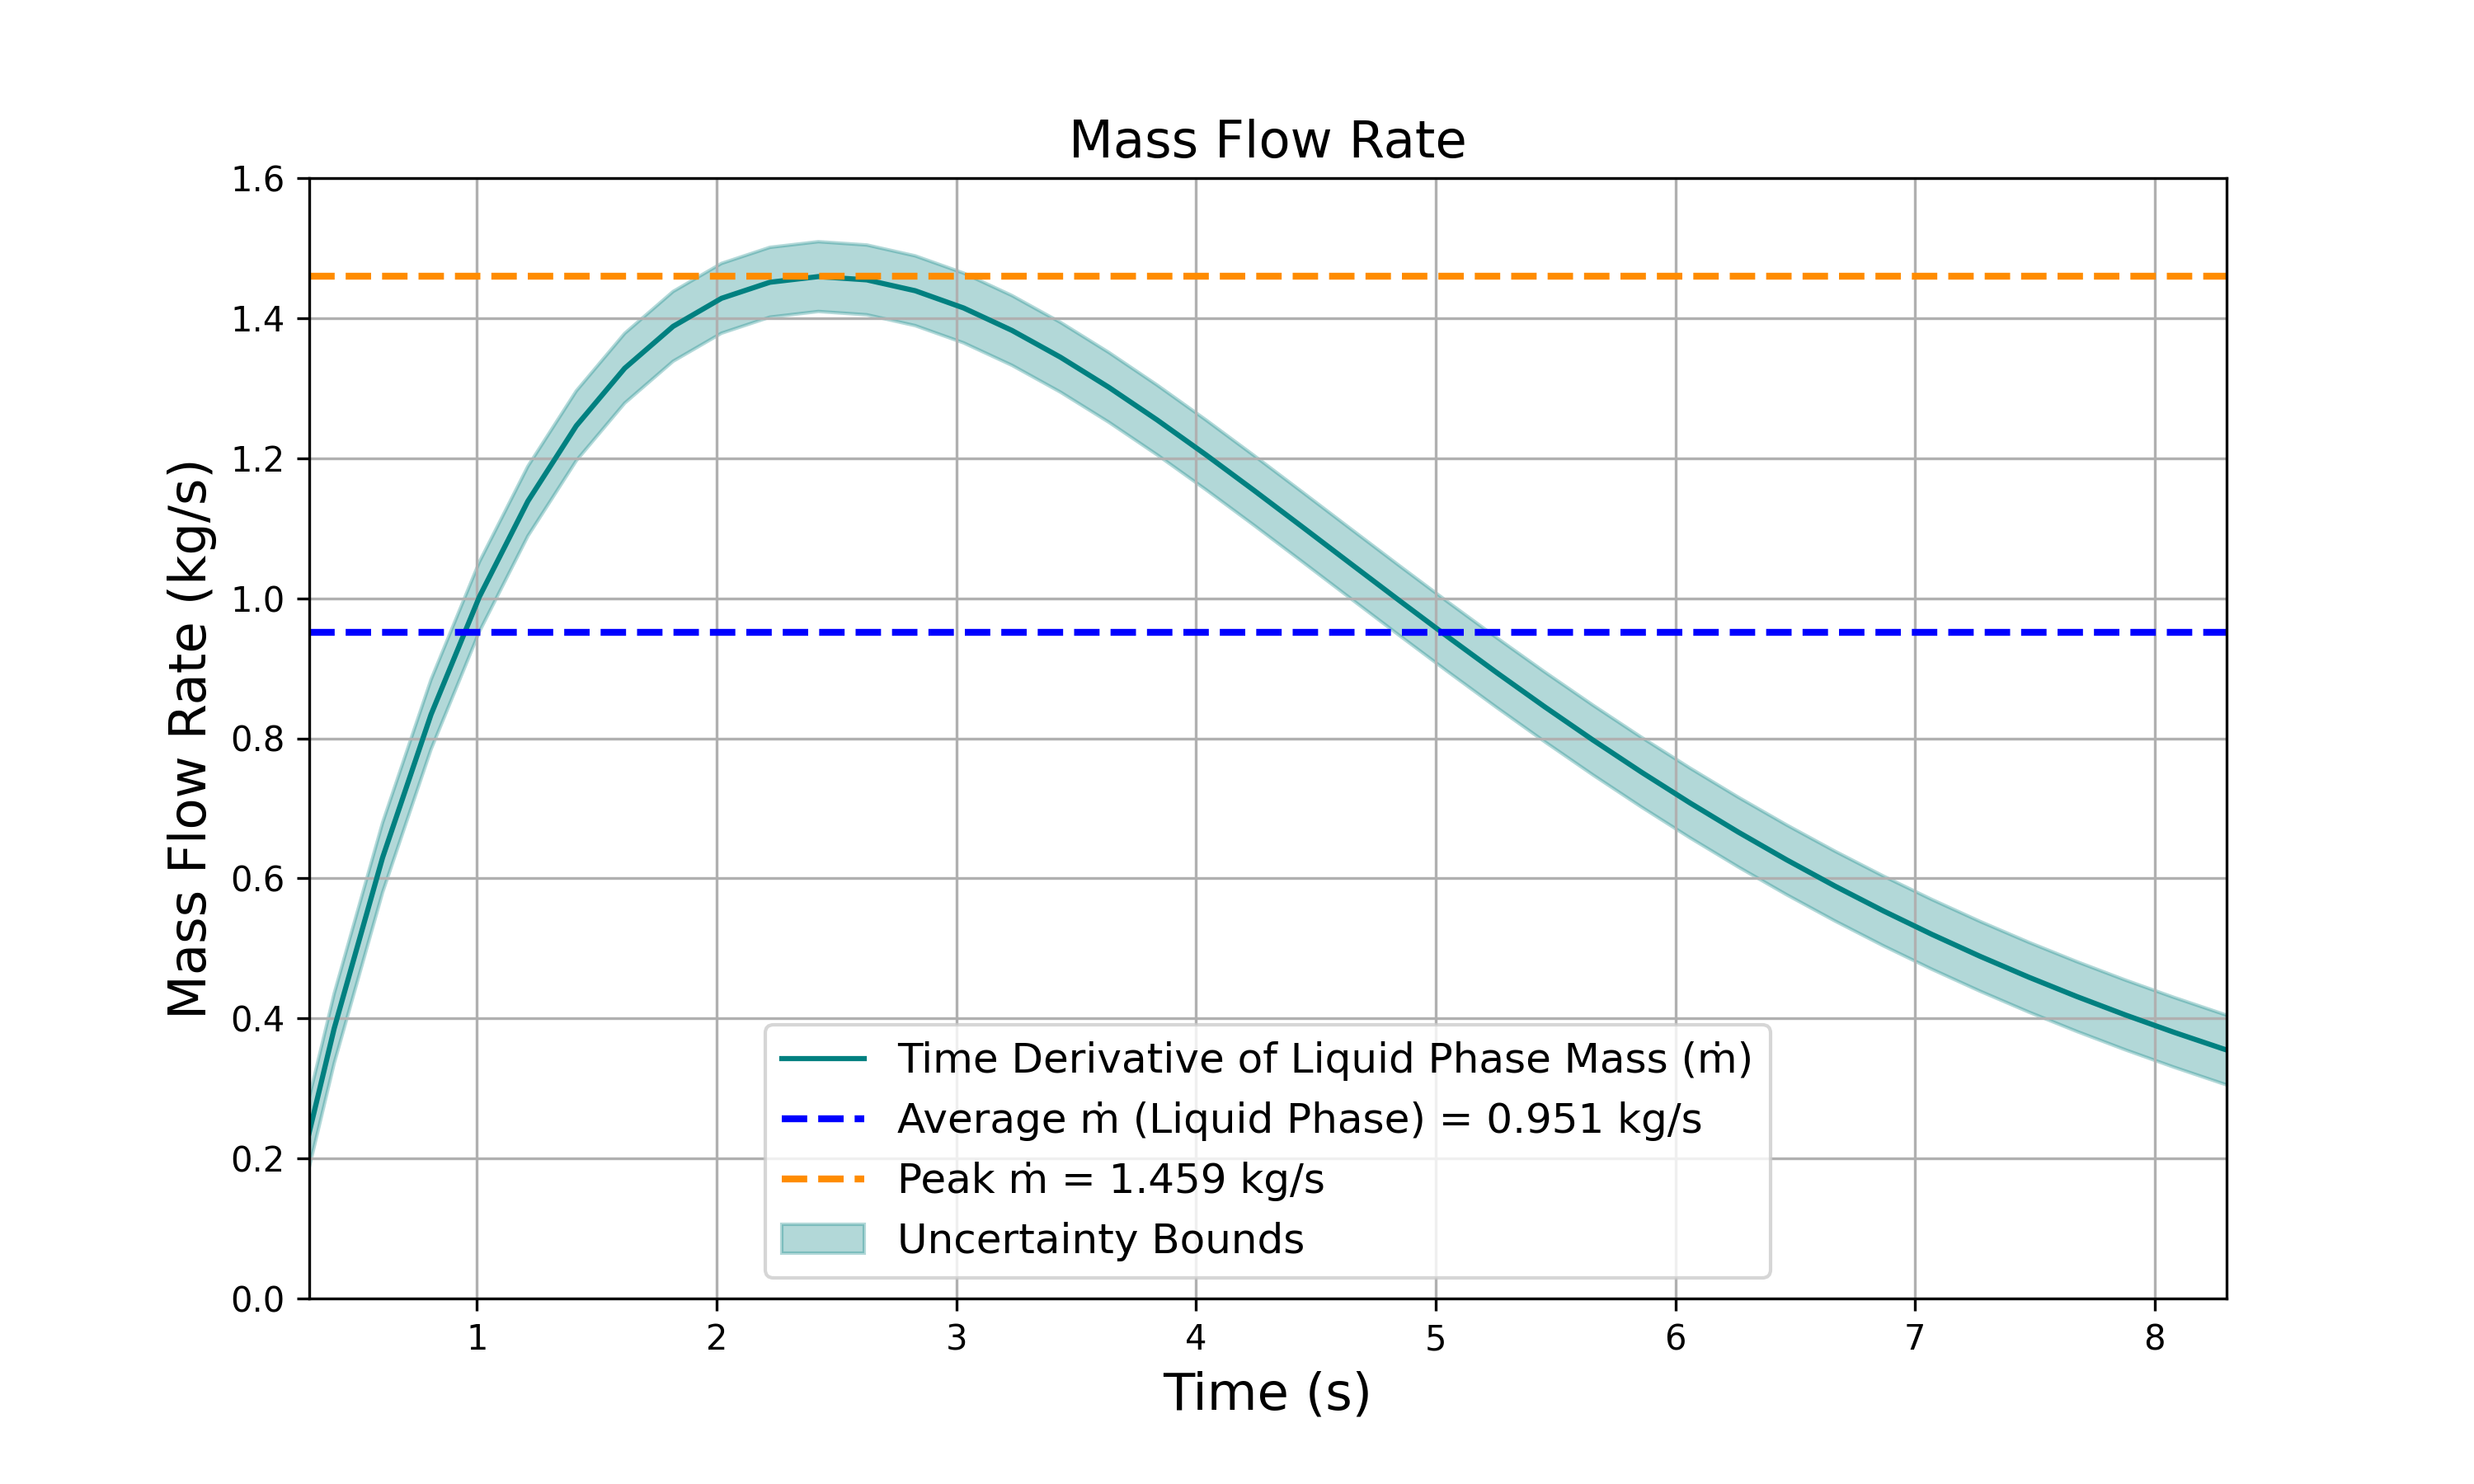 Mass Flow Rate
Mass Flow Rate (kg/s)
1.6
1.4
1.2
1.0
0.8
0.6
0.4
0.2
0.0
Time Derivative of Liquid Phase Mass (ṁ)
Average ṁ (Liquid Phase) = 0.951 kg/s
Peak ṁ = 1.459 kg/s
Uncertainty Bounds
1 2 3 4 5 6 7 8
Time (s)